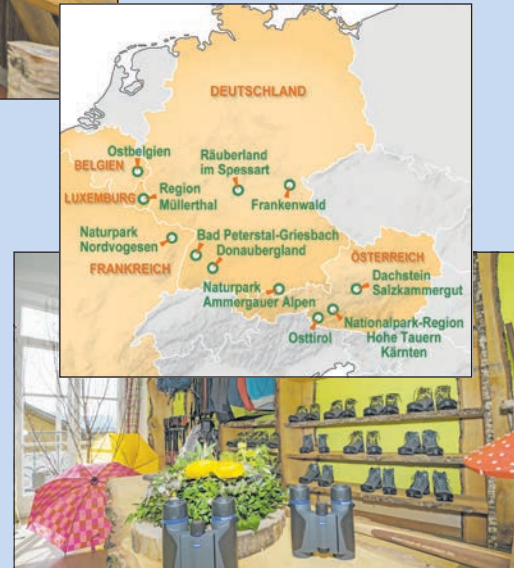 DEUTSCHLAND
Ostbelgien
BELGIEN
Räuberland
im Spessart
LUXEMBURG
Region
Müllerthal
Frankenwald
Naturpark
Nordvogesen
Bad Peterstal-Griesbach
Donaubergland
FRANKREICH
ÖSTERREICH
Dachstein
Salzkammergut
Naturpark
Ammergauer Alpen
Osttirol
Nationalpark-Region
Hohe Tauern
Kärnten